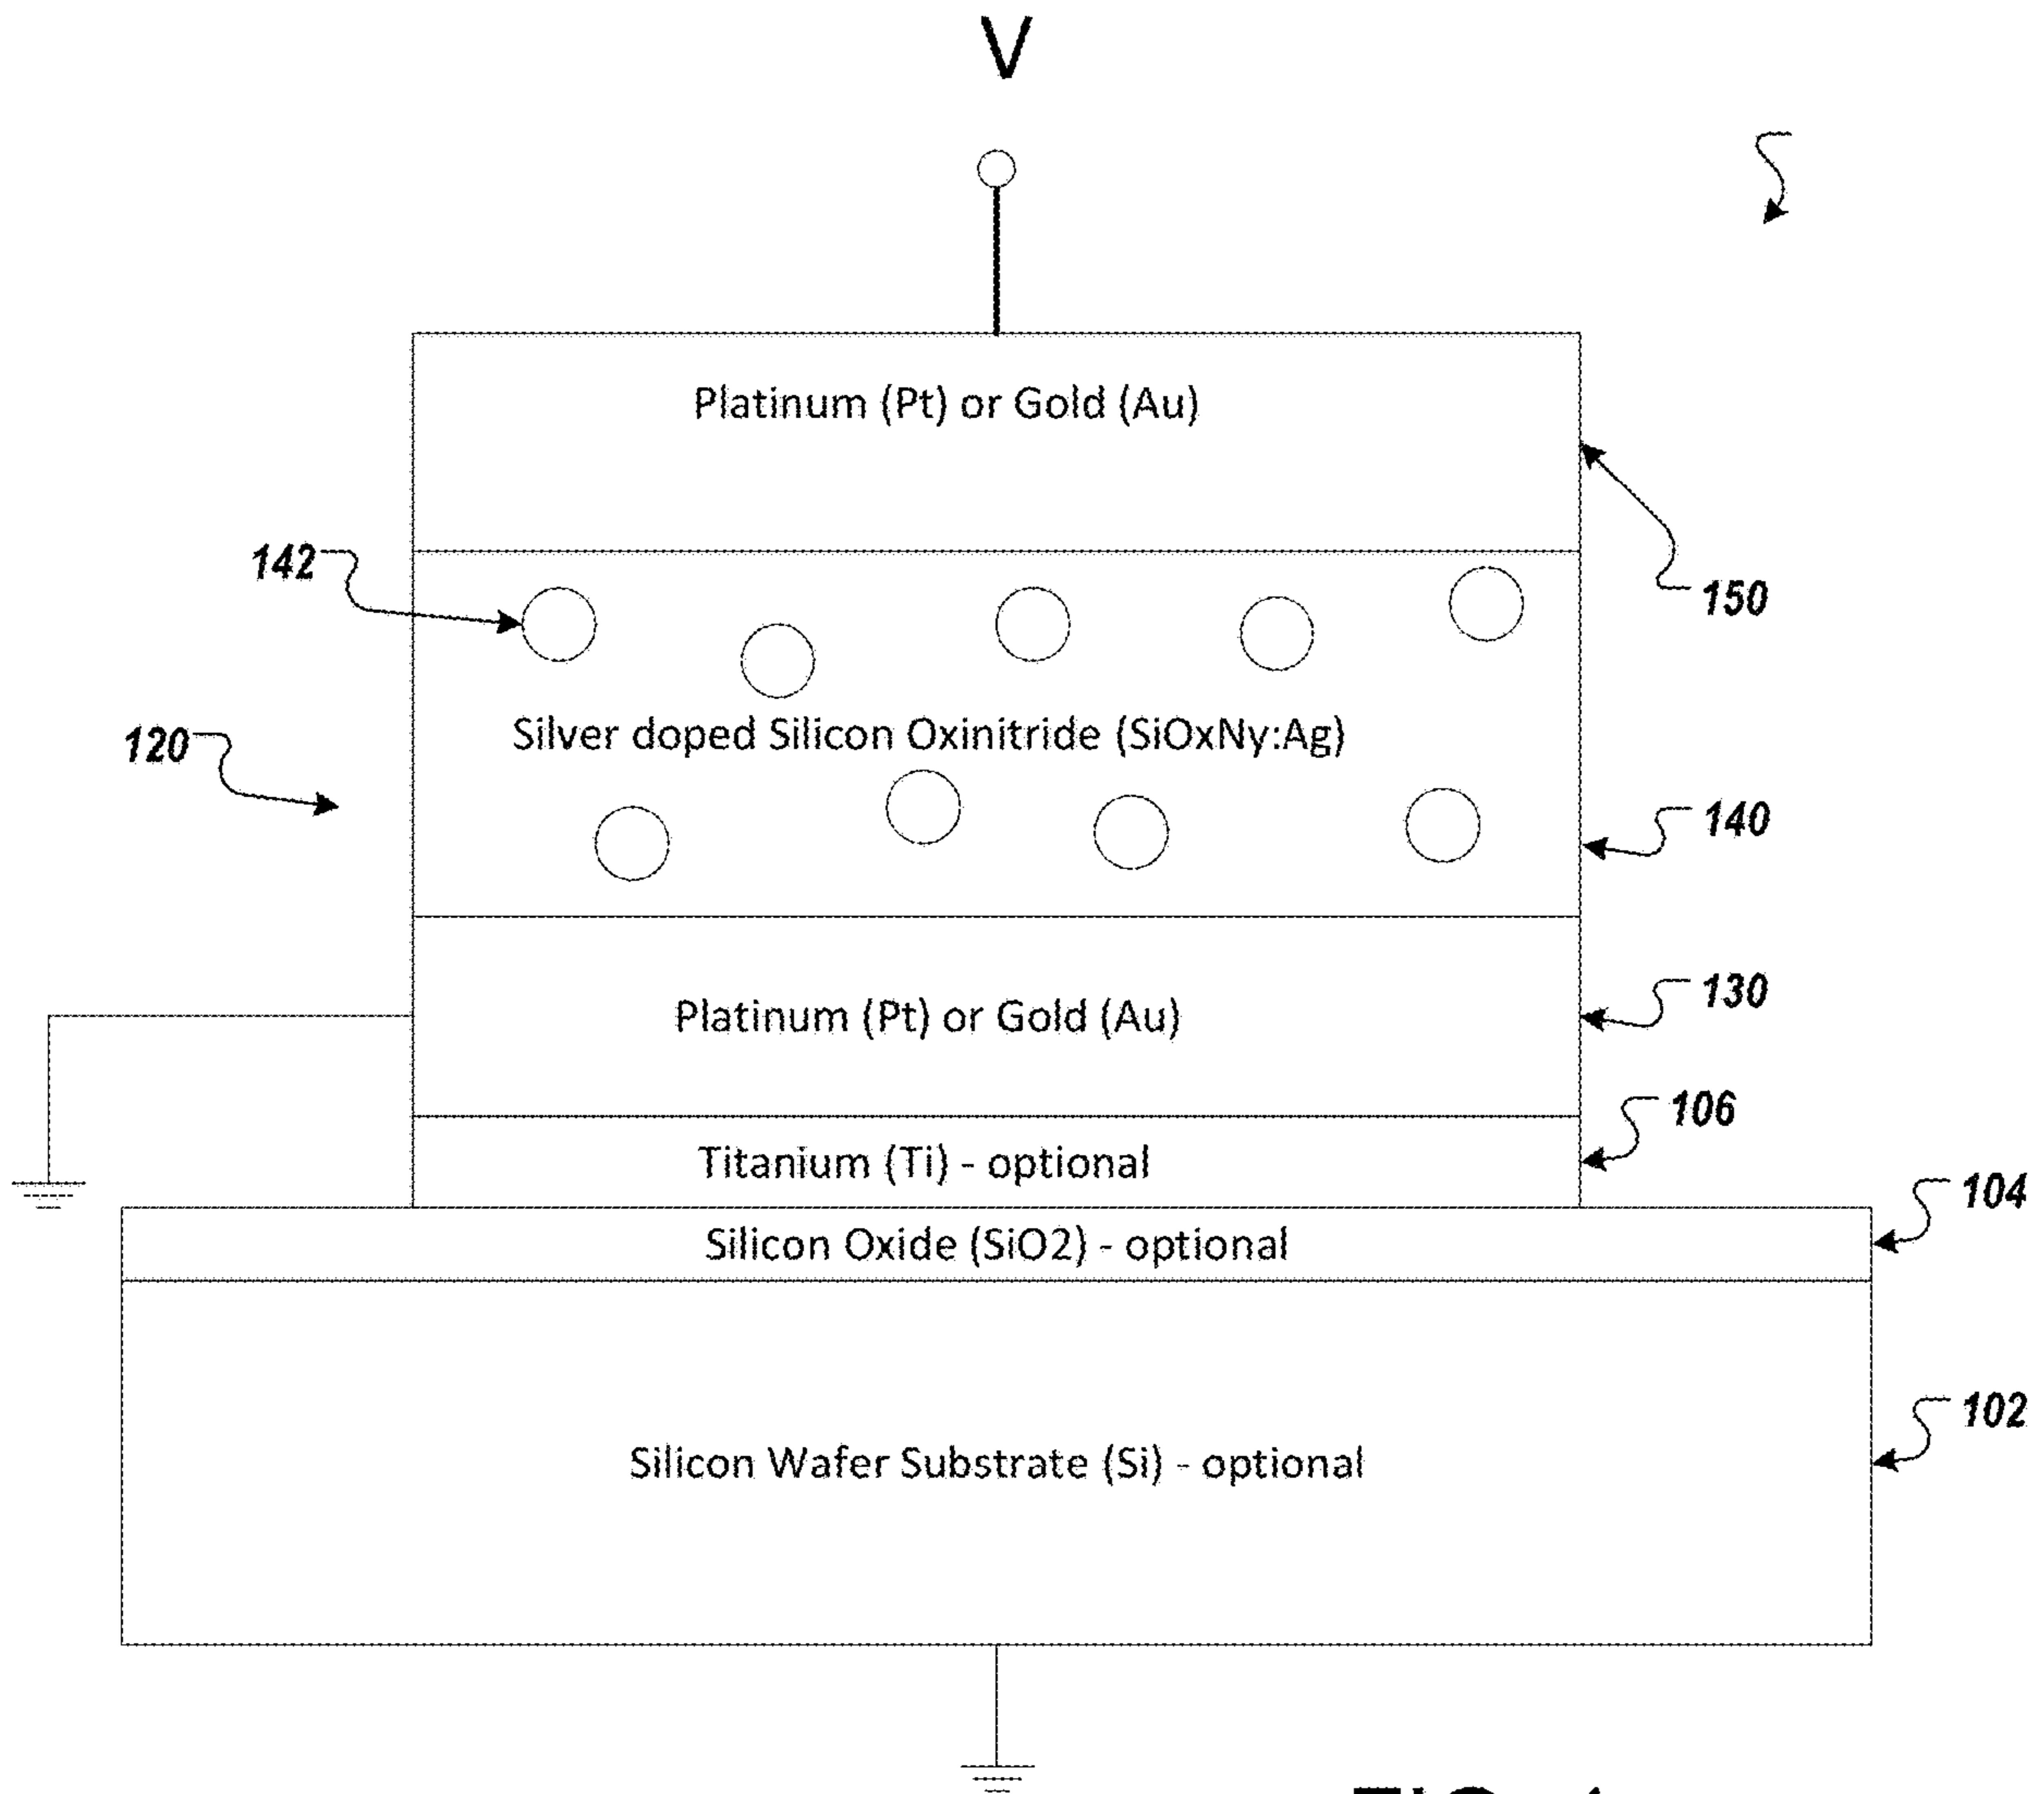 V
Platinum (Pt) or Gold (Au)
142
150
Silver doped Silicon Oxinitride (SiOxNy:Ag)
120
140
130
Platinum (Pt) or Gold (Au)
106
Titanium (Ti) - optional
104
Silicon Oxide (SiO2) - optional
102
Silicon Wafer Substrate (Si) - optional